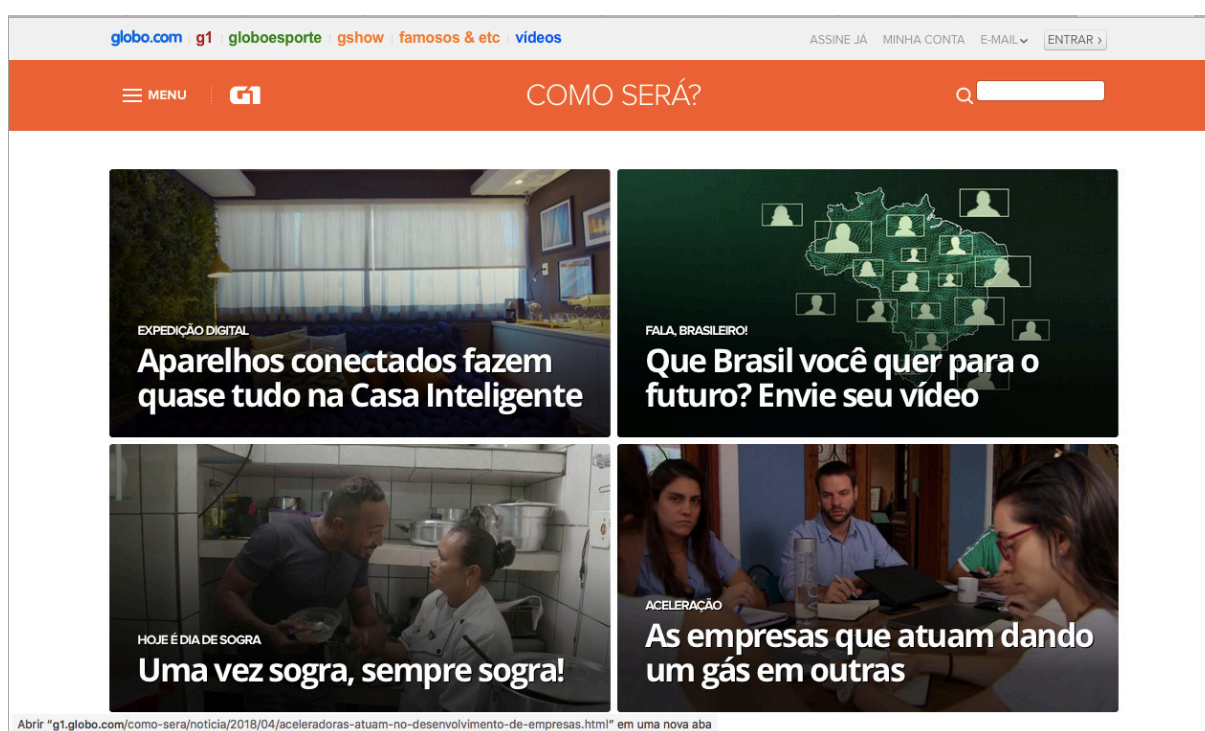 globo.com g1 globoesporte gshow famosos & etc vídeos ASSINE JÁ MINHA CONTA E-MAIL ENTRAR ›
MENU G1 COMO SERÁ?
EXPEDIÇÃO DIGITAL
Aparelhos conectados fazem
quase tudo na Casa Inteligente
FALA, BRASILEIRO!
Que Brasil você quer para o
futuro? Envie seu vídeo
HOJE É DIA DE SOGRA
Uma vez sogra, sempre sogra!
ACELERAÇÃO
As empresas que atuam dando
um gás em outras
Abrir "g1.globo.com/como-sera/noticia/2018/04/aceleradoras-atuam-no-desenvolvimento-de-empresas.html" em uma nova aba